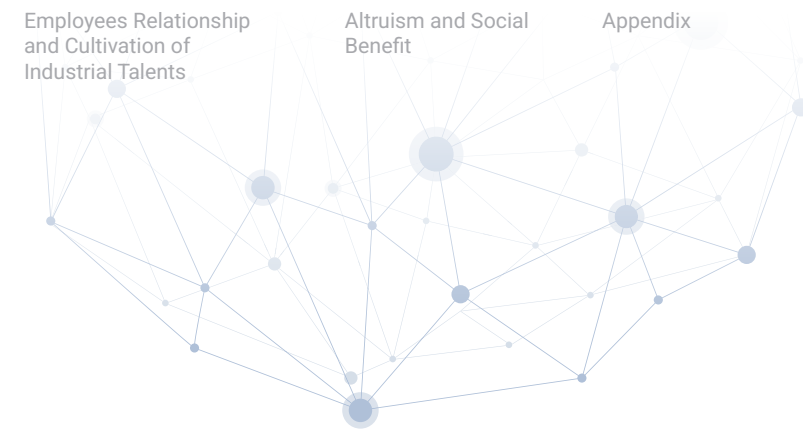 Employees Relationship
and Cultivation of
Industrial Talents
Altruism and Social
Benefit
Appendix